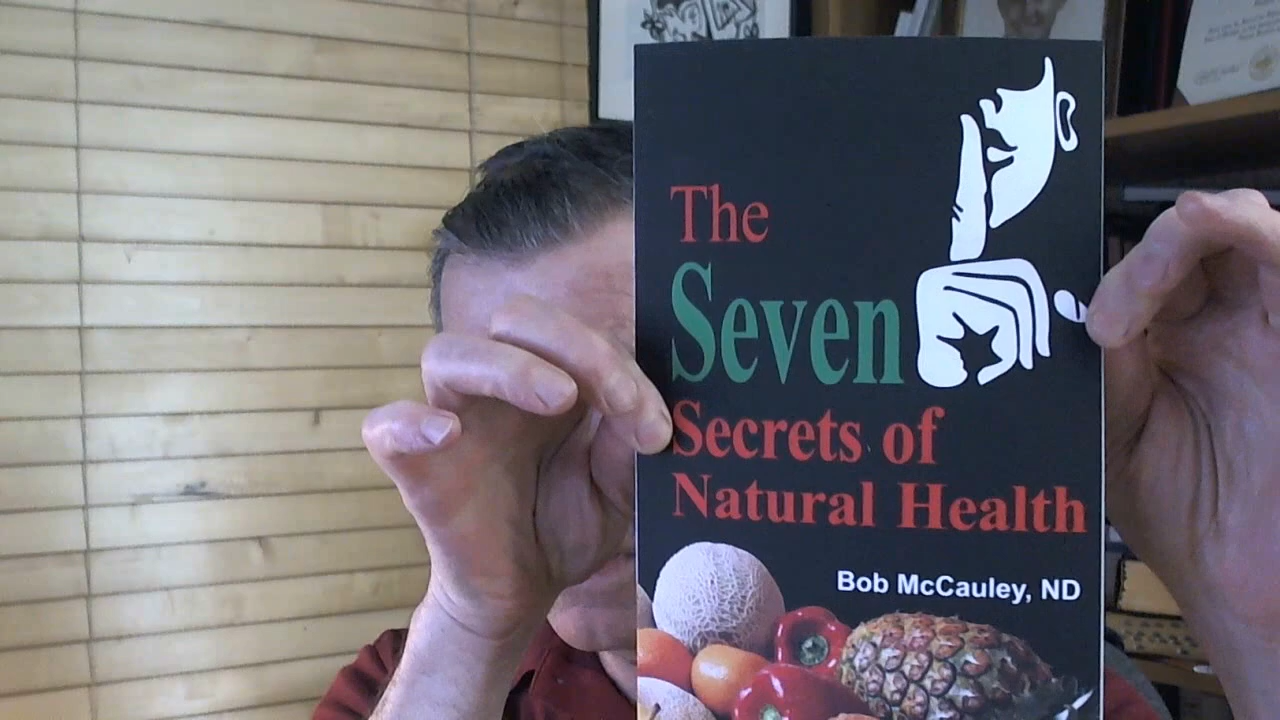 The
Seven
Secrets of
Natural Health
Bob McCauley, ND